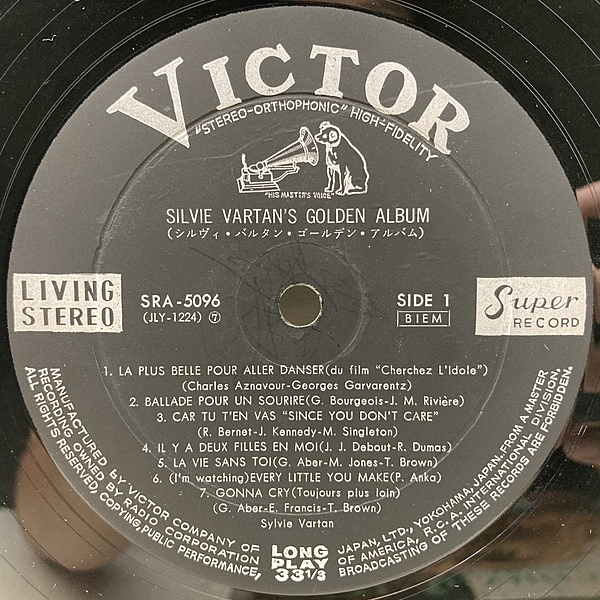 VICTOR
"STEREO-ORTHOPHONIC" HIGH-FIDELITY
"HIS MASTER'S VOICE"
SILVIE VARTAN'S GOLDEN ALBUM
(シルヴィ・バルタン・ゴールデン・アルバム)
LIVING STEREO
SRA-5096
(JLY-1224) ⑦
SIDE 1
BIEM
Super RECORD
1. LA PLUS BELLE POUR ALLER DANSER(du film "Cherchez L'Idole")
(Charles Aznavour-Georges Garvarentz)
2. BALLADE POUR UN SOURIRE(G. Bourgeois-J. M. Rivière)
3. CAR TU T'EN VAS "SINCE YOU DON'T CARE"
(R. Bernet-J. Kennedy-M. Singleton)
4. IL Y A DEUX FILLES EN MOI(J. J. Debout-R. Dumas)
5. LA VIE SANS TOI(G. Aber-M. Jones-T. Brown)
6. (I'm watching)EVERY LITTLE YOU MAKE(P. Anka)
7. GONNA CRY(Toujours plus loin)
(G. Aber-E. Francis-T. Brown)
Sylvie Vartan
MANUFACTURED BY VICTOR COMPANY OF JAPAN, LTD., YOKOHAMA, JAPAN, FROM A MASTER
RECORDING OWNED BY RADIO CORPORATION OF AMERICA, R.C.A. INTERNATIONAL DIVISION.
ALL RIGHTS RESERVED, COPYING, PUBLIC PERFORMANCE, BROADCASTING OF THESE RECORDS ARE FORBIDDEN.
LONG
PLAY
33 1/3